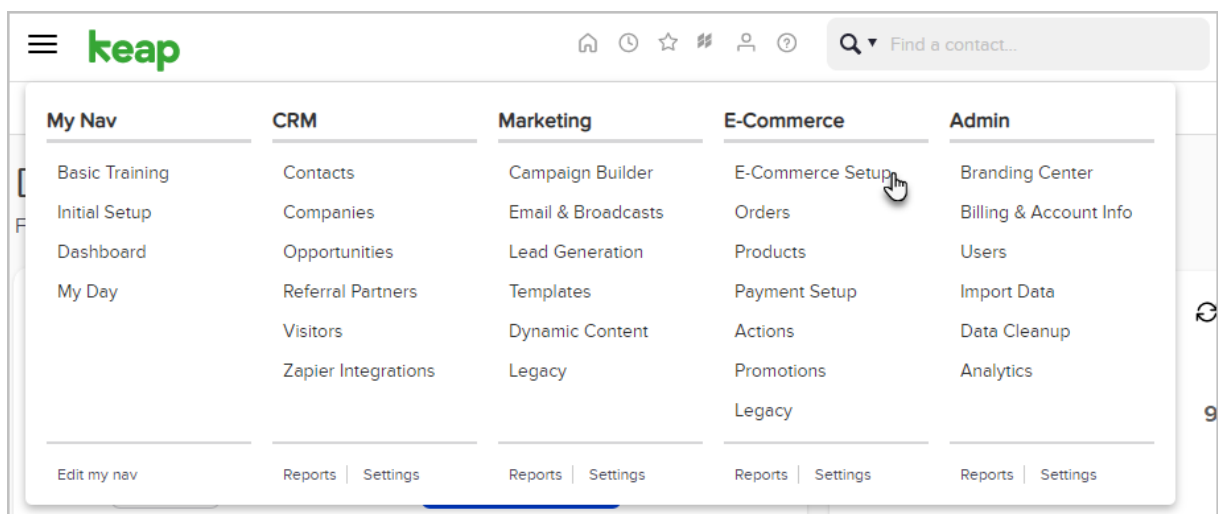 keap
Find a contact...
My Nav
Basic Training
Initial Setup
Dashboard
My Day
Edit my nav
CRM
Contacts
Companies
Opportunities
Referral Partners
Visitors
Zapier Integrations
Reports | Settings
Marketing
Campaign Builder
Email & Broadcasts
Lead Generation
Templates
Dynamic Content
Legacy
Reports | Settings
E-Commerce
E-Commerce Setup
Orders
Products
Payment Setup
Actions
Promotions
Legacy
Reports | Settings
Admin
Branding Center
Billing & Account Info
Users
Import Data
Data Cleanup
Analytics
Reports | Settings
9